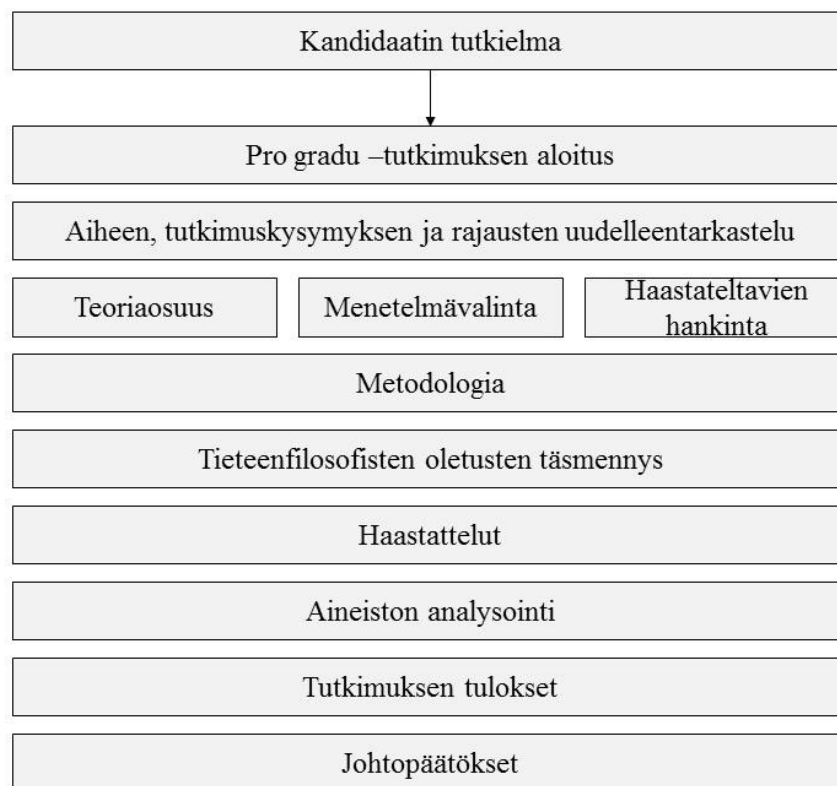 Kandidaatin tutkielma
Pro gradu –tutkimuksen aloitus
Aiheen, tutkimuskysymyksen ja rajausten uudelleentarkastelu
Teoriaosuus
Menetelmävalinta
Haastateltavien
hankinta
Metodologia
Tieteenfilosofisten oletusten täsmennys
Haastattelut
Aineiston analysointi
Tutkimuksen tulokset
Johtopäätökset